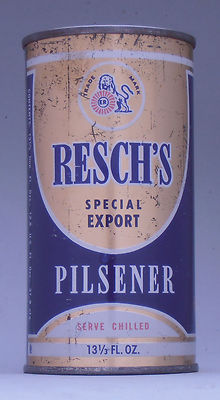 TRADE MARK
RESCH'S
SPECIAL
EXPORT
PILSENER
SERVE CHILLED
13⅓ FL. OZ.